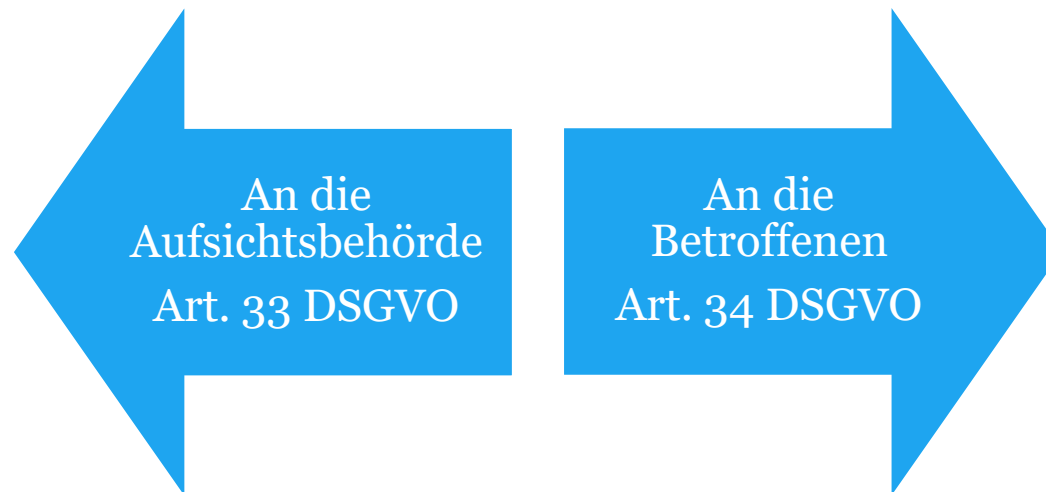 An die
Aufsichtsbehörde
Art. 33 DSGVO
An die
Betroffenen
Art. 34 DSGVO